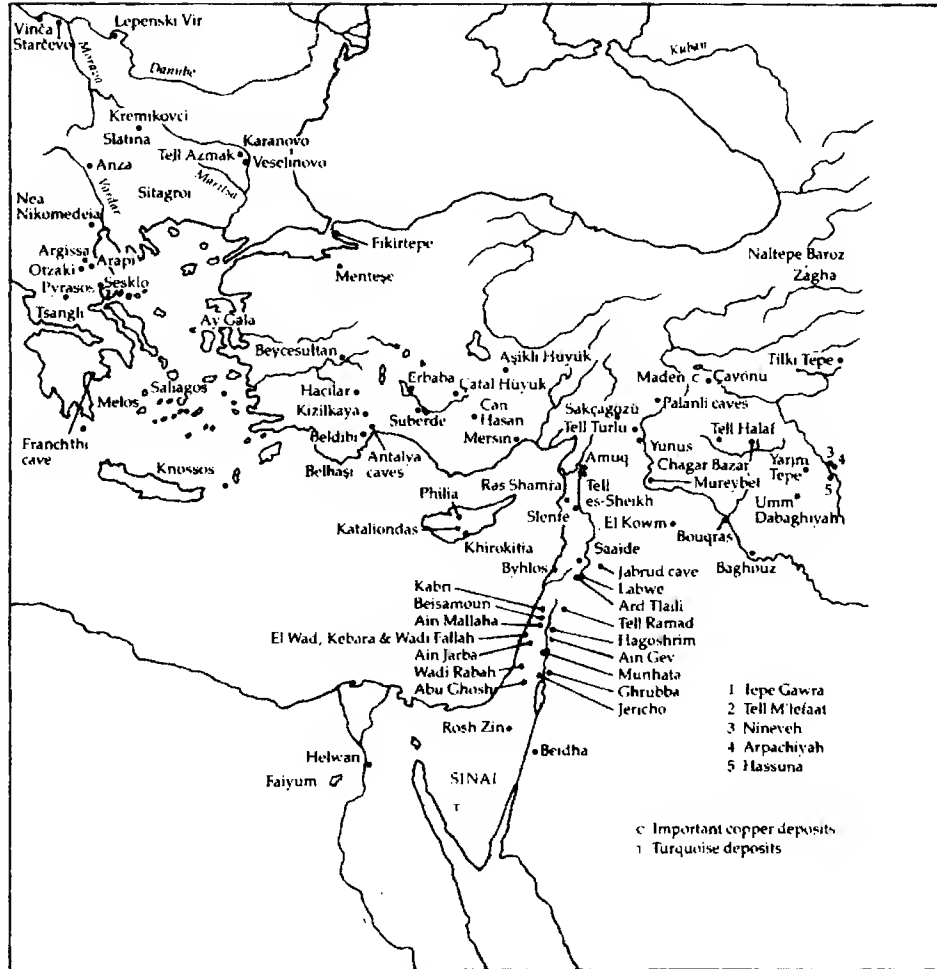 Lepenski Vir
Vinča
Starčevo
Morava
Danube
Kuban
Kremikovci
Slatina
Karanovo
Tell Azmak
Veselinovo
Anza
Maritsa
Sitagroi
Vardar
Nea
Nikomedeia
Fikirtepe
Argissa
Arapi
Otzaki
Menteşe
Naltepe Baroz
Zagha
Pyrasos
Sesklo
Tsangli
Ay Gala
Beycesultan
Aşıklı Hüyük
Tilki Tepe
Erbaba
Maden c
Çayönü
Hacilar
Çatal Hüyük
Saliagos
Melos
Palanli caves
Kizilkaya
Suberde
Can
Hasan
Sakçagözü
Tell Turlu
Tell Halaf
Beldibi
Mersin
Franchthi
cave
Antalya
caves
Yunus
3
4
5
Belbaşi
Amuq
Chagar Bazar
Yarim
Tepe
Knossos
Ras Shamra
Tell
es-Sheikh
Mureybet
Philia
Umm
Dabaghiyah
Slenfe
El Kowm
Kataliondas
Bouqras
Khirokitia
Saaide
Byblos
Jabrud cave
Baghouz
Labwe
Kabri
Ard Tlaili
Beisamoun
Ain Mallaha
Tell Ramad
El Wad, Kebara & Wadi Fallah
Hagoshrim
Ain Jarba
Ain Gev
Wadi Rabah
Munhata
Abu Ghosh
Ghrubba
Jericho
1 Tepe Gawra
2 Tell M'lefaat
3 Nineveh
4 Arpachiyah
5 Hassuna
Rosh Zin
Beidha
Helwan
Faiyum
SINAI
T
c Important copper deposits
T Turquoise deposits